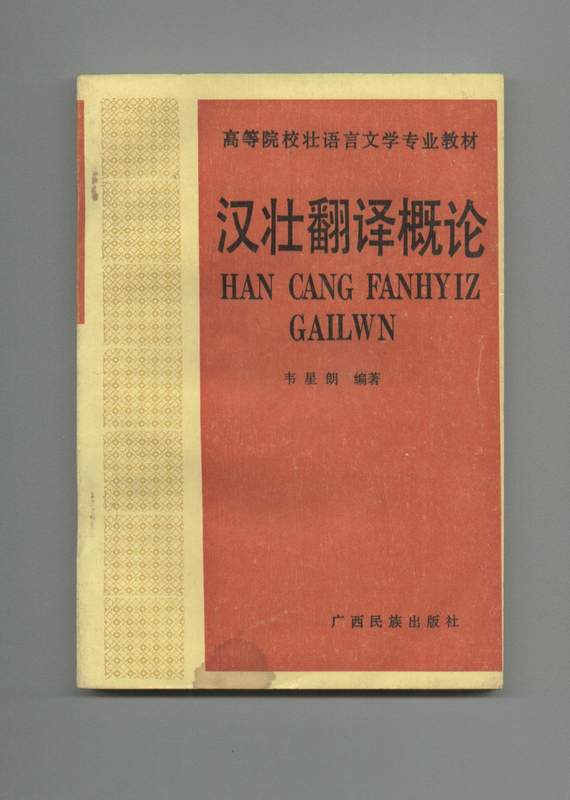 高等院校壮语言文学专业教材
汉壮翻译概论
HAN CANG FANHYIZ
GAILWN
韦星朗 编著
广西民族出版社